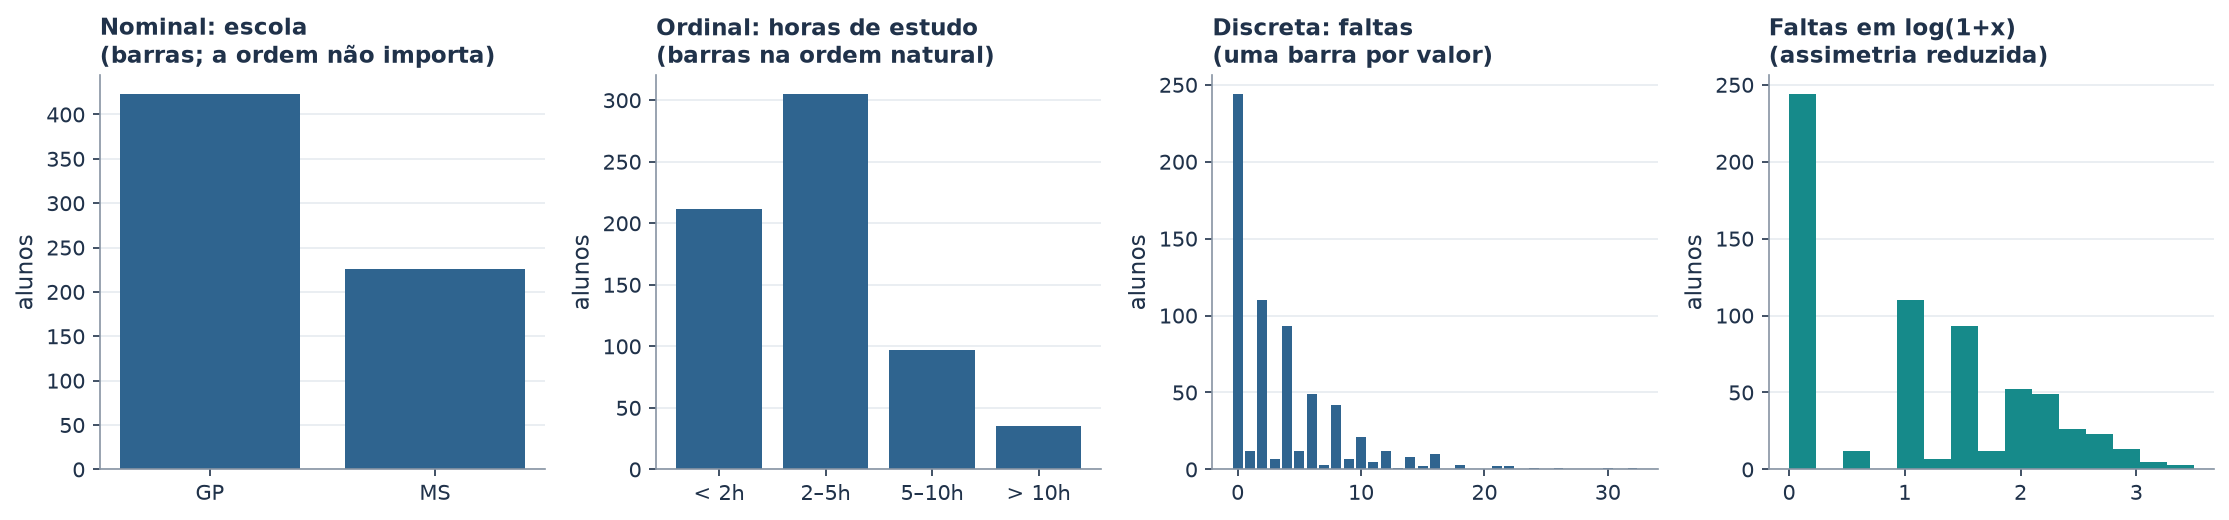 Nominal: escola
(barras; a ordem não importa)
alunos
400
350
300
250
200
150
100
50
0
GP
MS
Ordinal: horas de estudo
(barras na ordem natural)
alunos
300
250
200
150
100
50
0
< 2h
2–5h
5–10h
> 10h
Discreta: faltas
(uma barra por valor)
alunos
250
200
150
100
50
0
0
10
20
30
Faltas em log(1+x)
(assimetria reduzida)
alunos
250
200
150
100
50
0
0
1
2
3